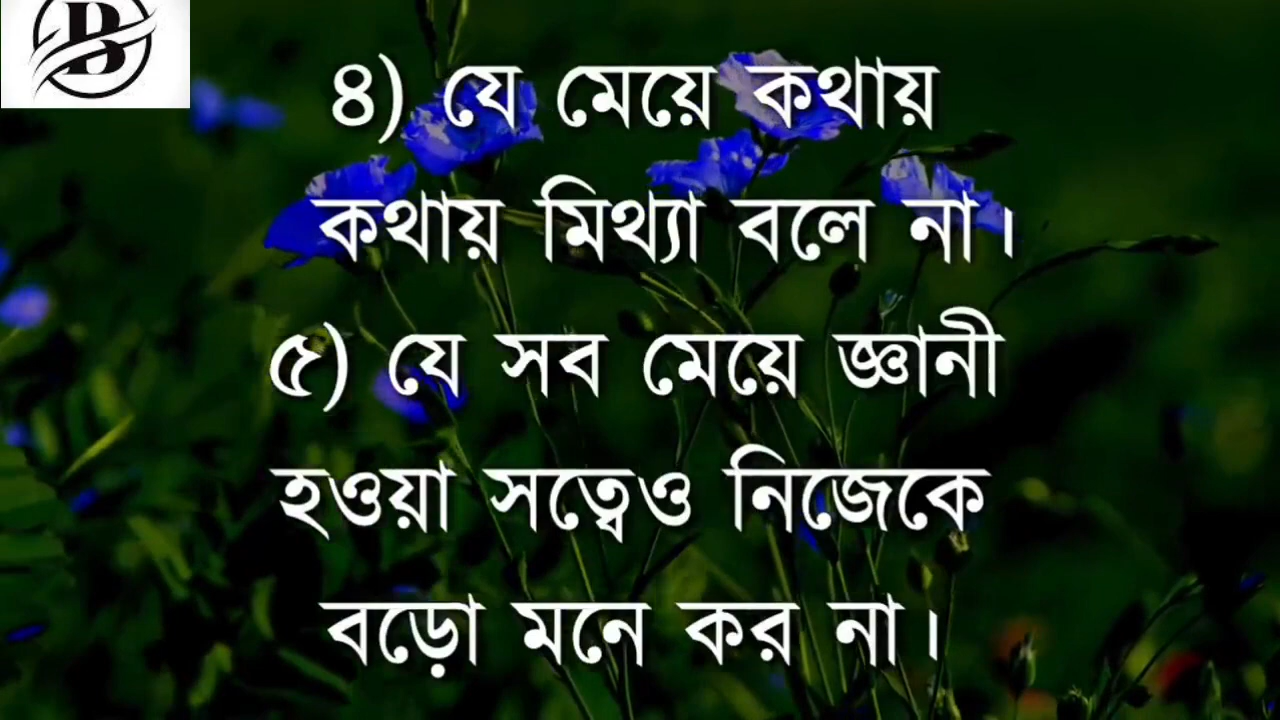 B
৪) যে মেয়ে কথায়
কথায় মিথ্যা বলে না।
৫) যে সব মেয়ে জ্ঞানী
হওয়া সত্বেও নিজেকে
বড়ো মনে কর না।